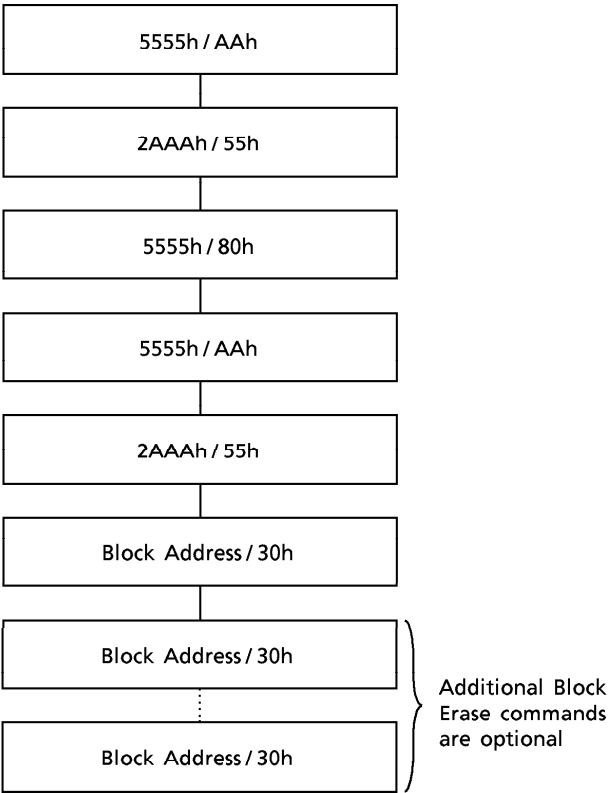 5555h / AAh
2AAAh / 55h
5555h / 80h
5555h / AAh
2AAAh / 55h
Block Address / 30h
Block Address / 30h
Block Address / 30h
Additional Block
Erase commands
are optional